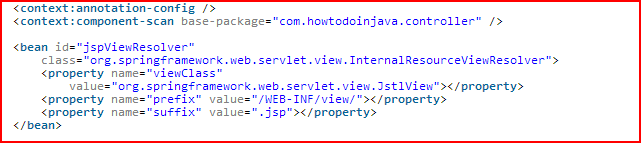 <context:annotation-config />
<context:component-scan base-package="com.howtodoinjava.controller" />
<bean id="jspViewResolver"
class="org.springframework.web.servlet.view.InternalResourceViewResolver">
<property name="viewClass"
value="org.springframework.web.servlet.view.JstlView"></property>
<property name="prefix" value="/WEB-INF/view/"></property>
<property name="suffix" value=".jsp"></property>
</bean>